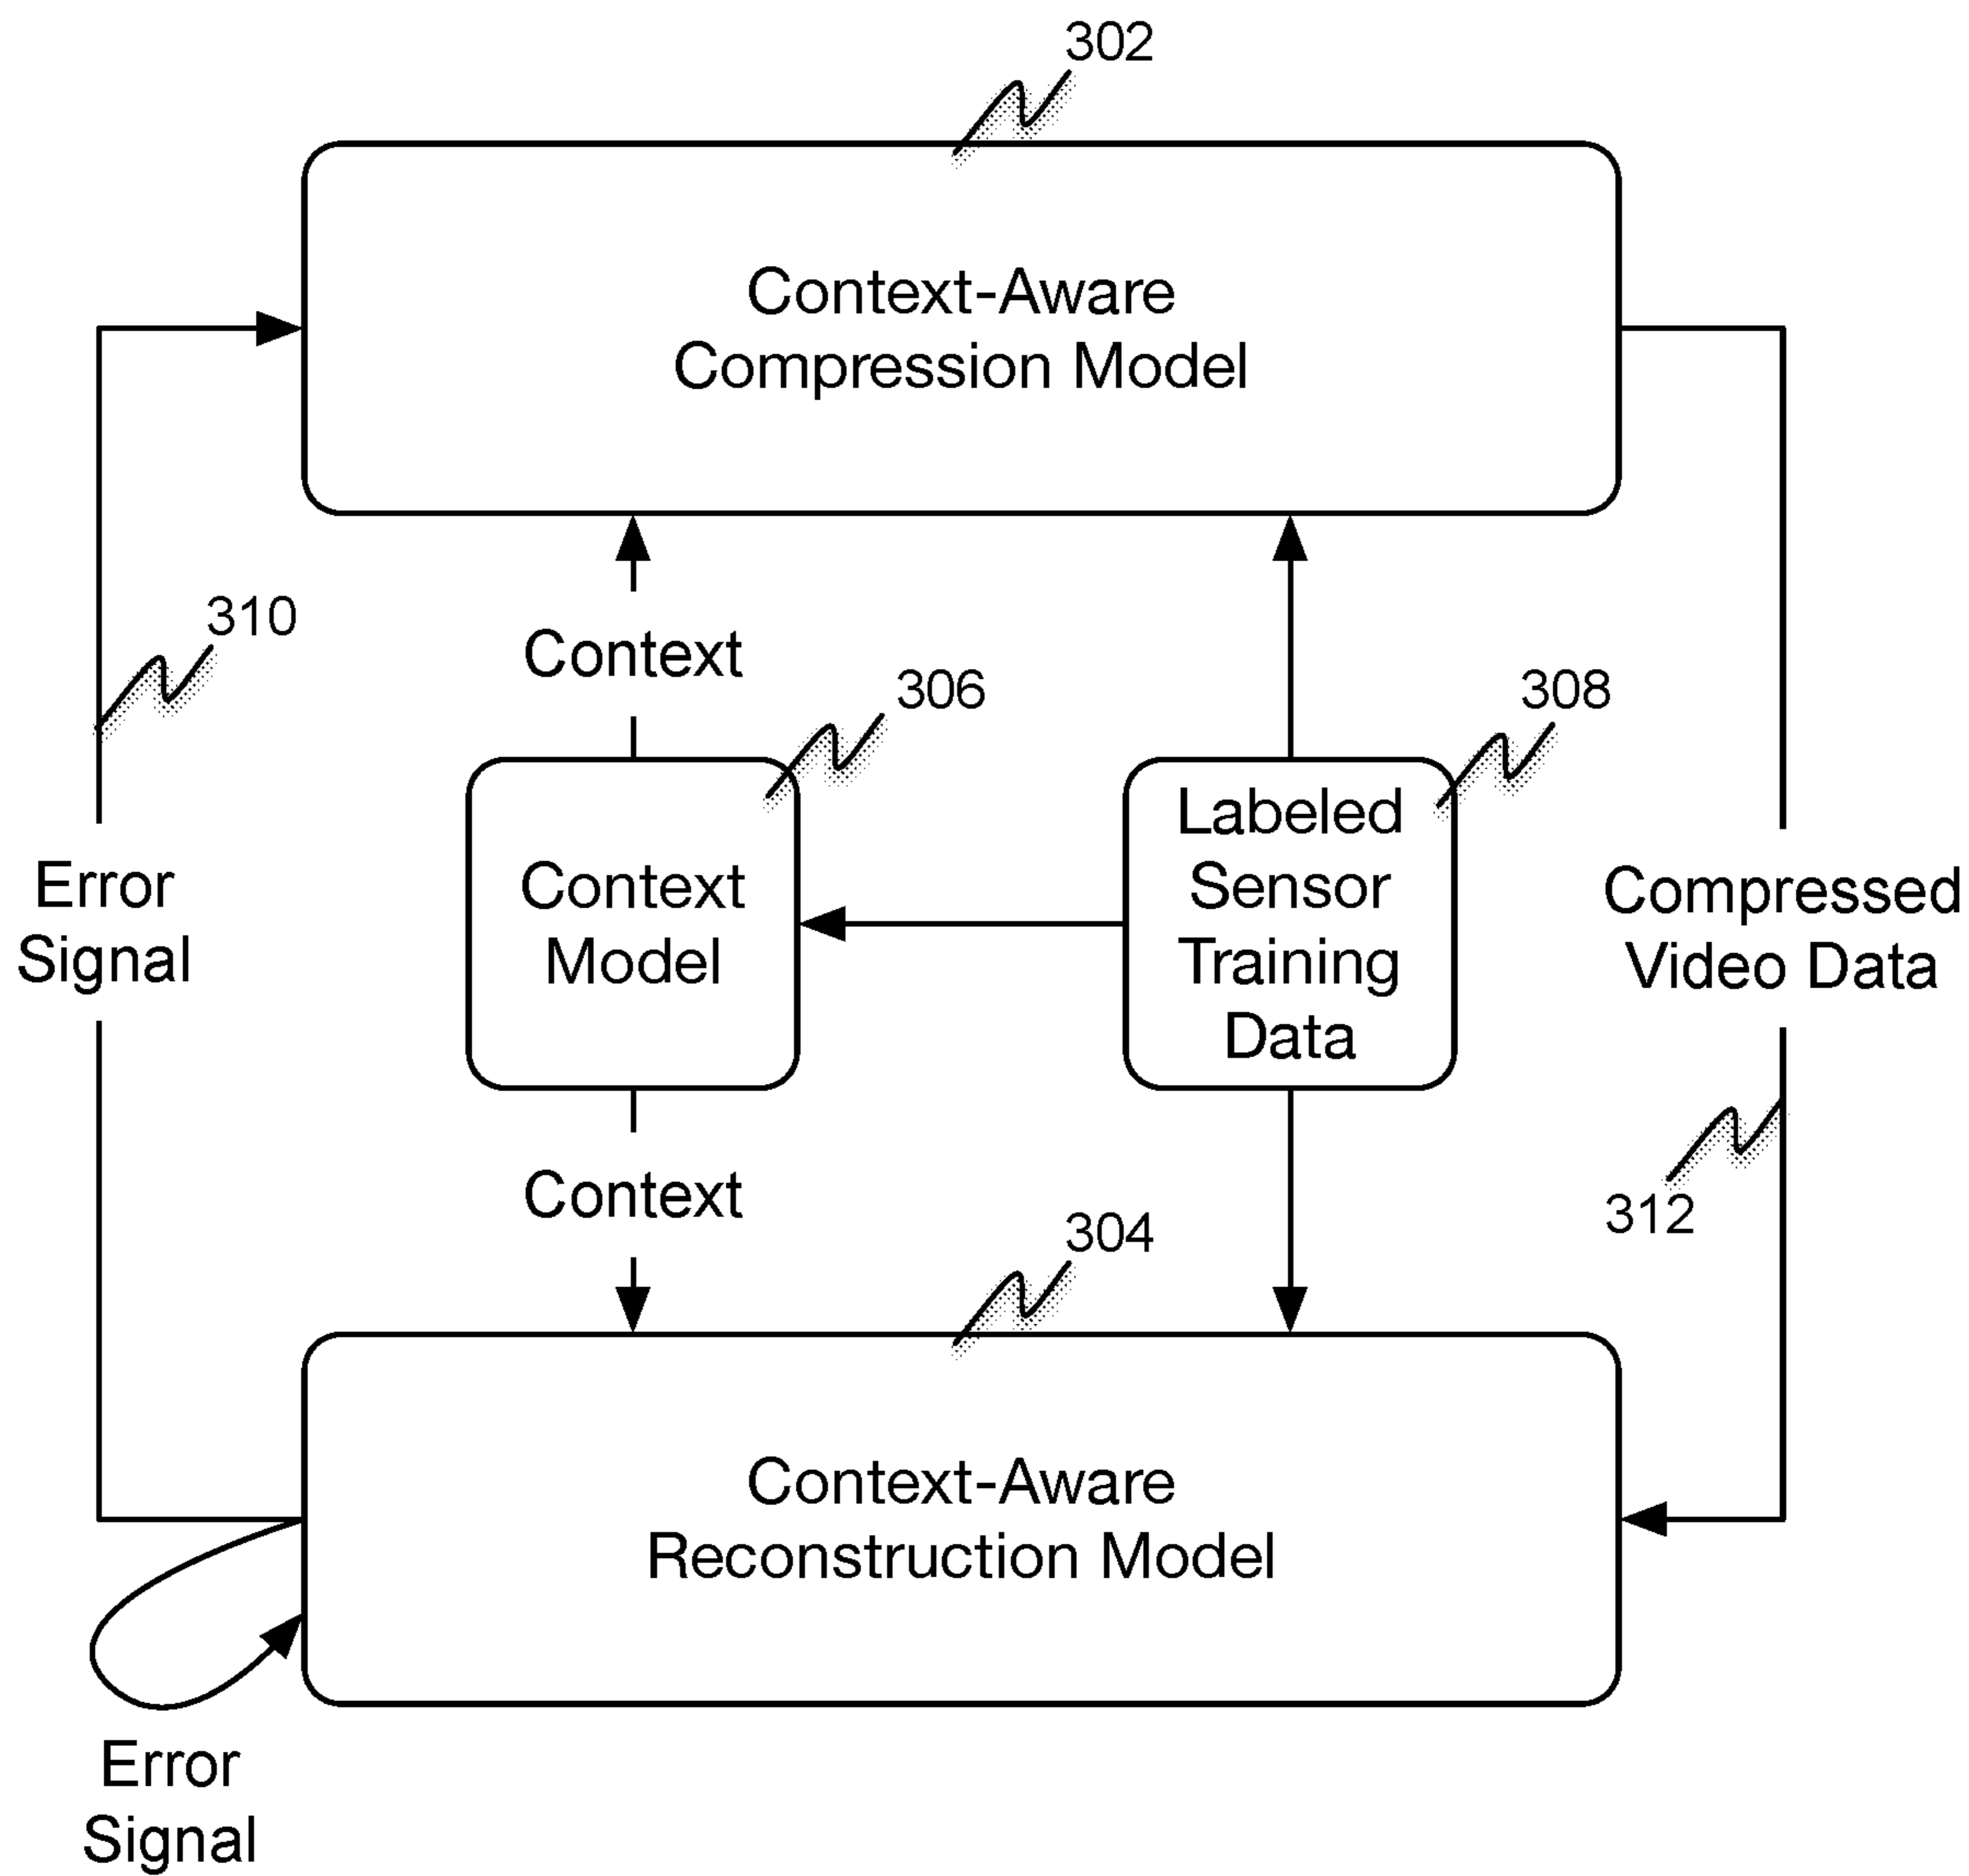 302
Context-Aware
Compression Model
310
Context
306
308
Labeled
Sensor
Training
Data
Context
Model
Error
Signal
Compressed
Video Data
Context
304
312
Context-Aware
Reconstruction Model
Error
Signal